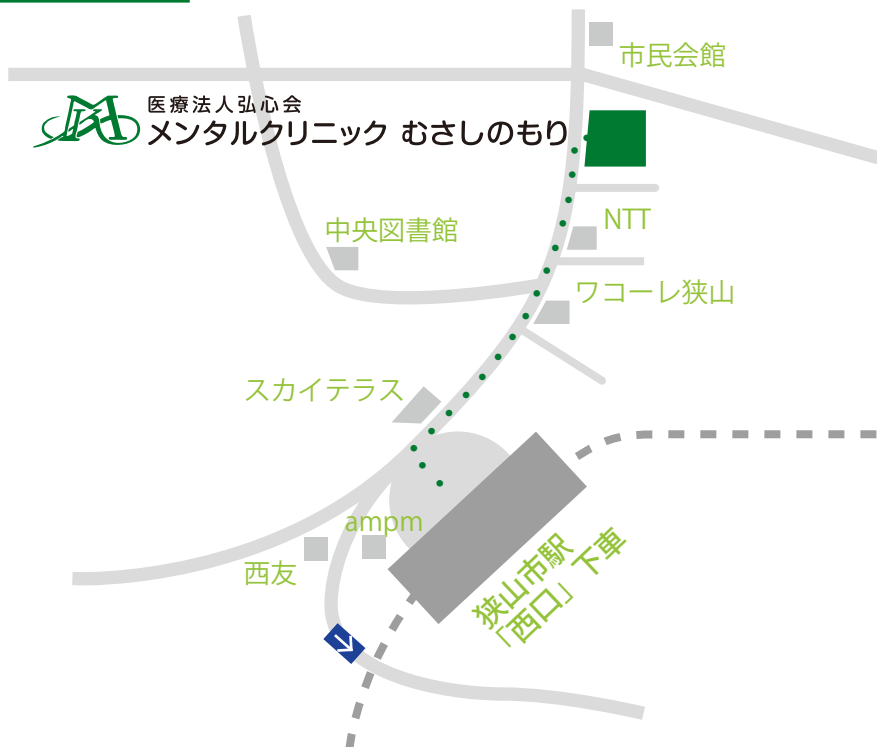 市民会館
医療法人弘心会
メンタルクリニック むさしのもり
NTT
中央図書館
ワコーレ狭山
スカイテラス
ampm
西友
狭山市駅
「西口」下車